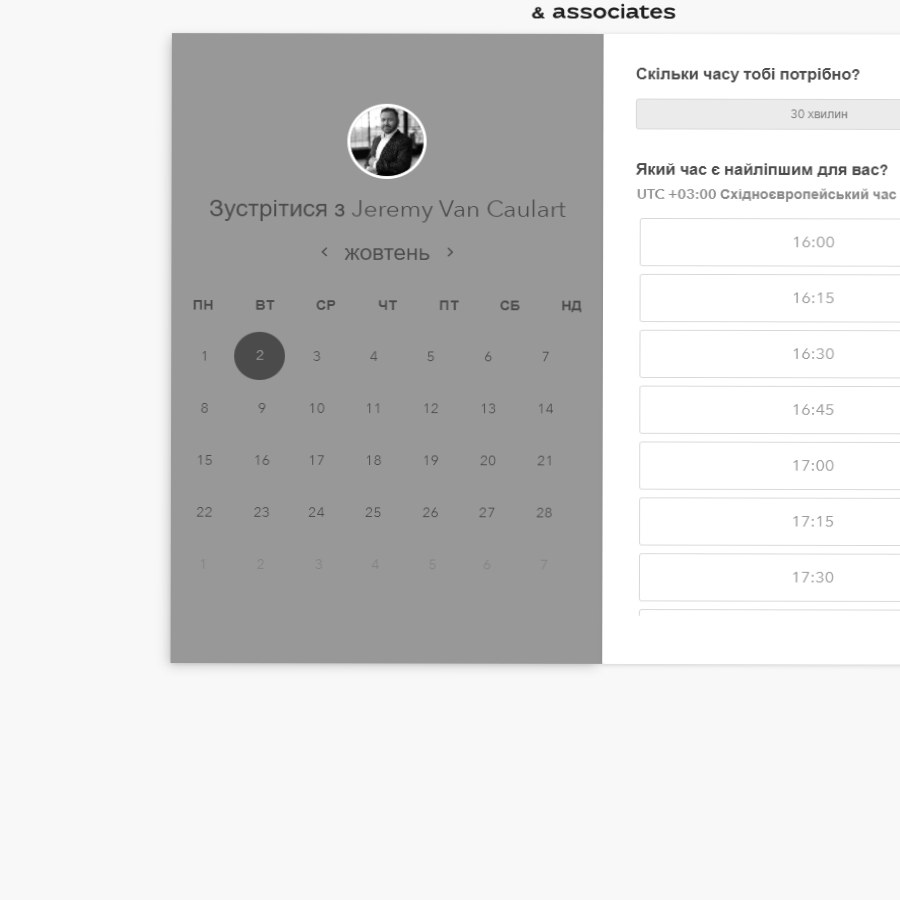 & associates
Зустрітися з Jeremy Van Caulart
жовтень
ПН ВТ СР ЧТ ПТ СБ НД
1 2 3 4 5 6 7
8 9 10 11 12 13 14
15 16 17 18 19 20 21
22 23 24 25 26 27 28
1 2 3 4 5 6 7
Скільки часу тобі потрібно?
30 хвилин
Який час є найліпшим для вас?
UTC +03:00 Східноєвропейський час
16:00
16:15
16:30
16:45
17:00
17:15
17:30